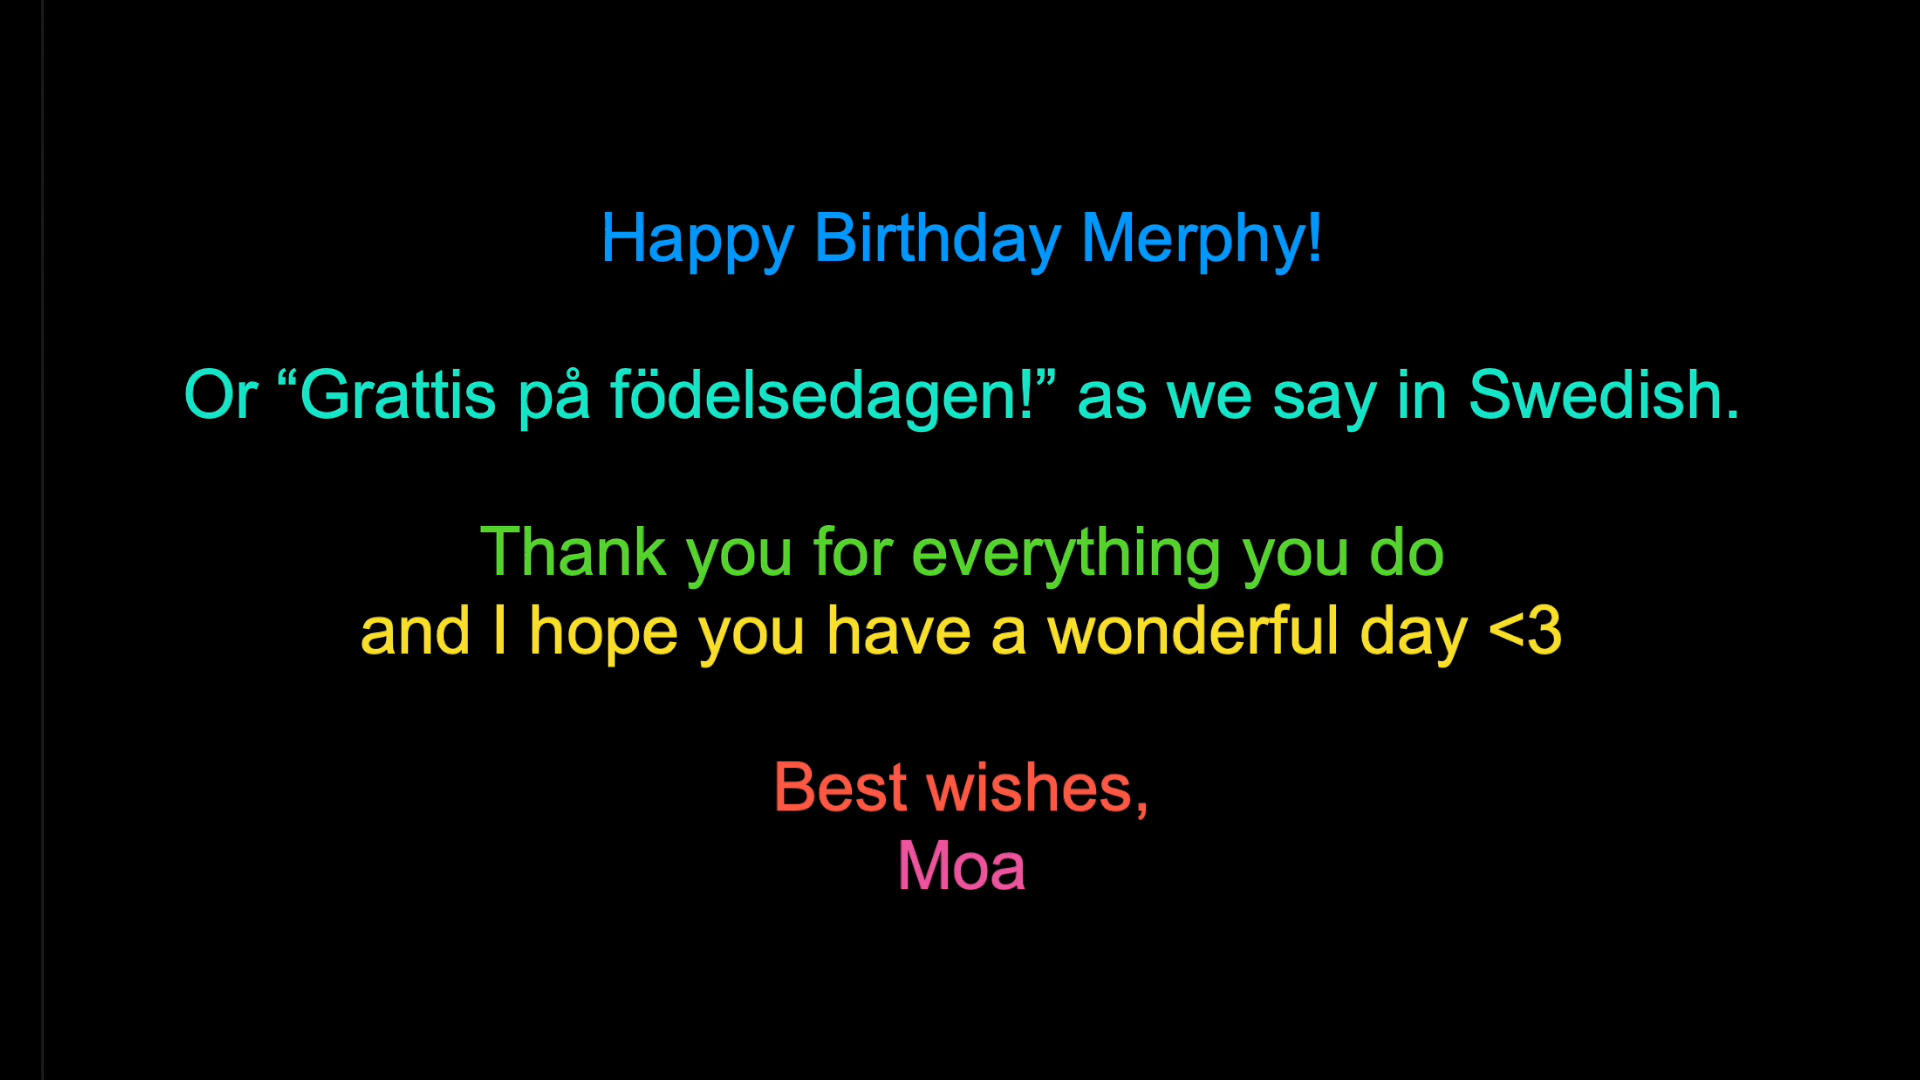 Happy Birthday Merphy!
Or “Grattis på födelsedagen!” as we say in Swedish.
Thank you for everything you do
and I hope you have a wonderful day <3
Best wishes,
Moa